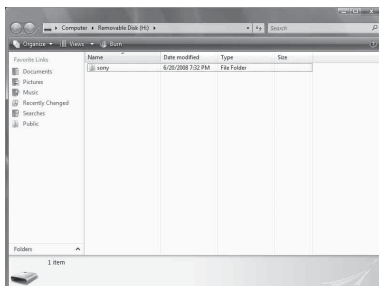 Computer ▸ Removable Disk (H:) ▸ Search
Organize Views Burn
Favorite Links
Documents
Pictures
Music
Recently Changed
Searches
Public
Folders
Name Date modified Type Size
sony 6/20/2008 7:32 PM File Folder
1 item